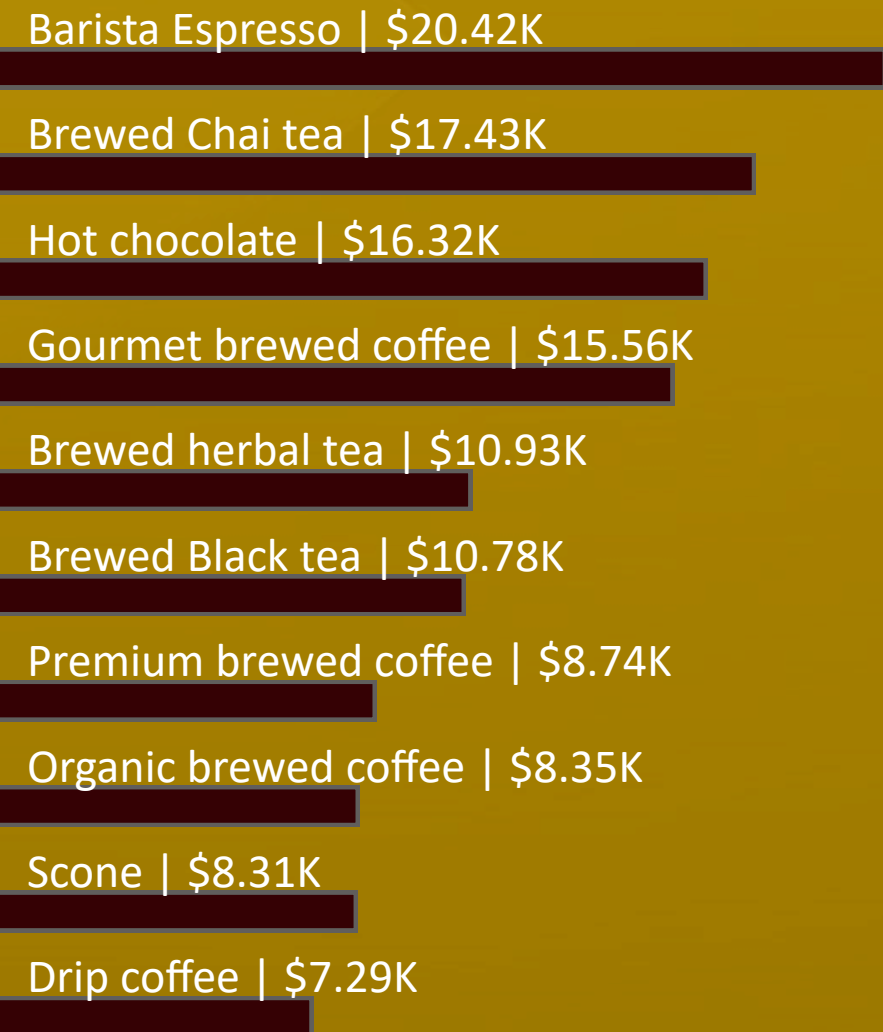 Barista Espresso | $20.42K
Brewed Chai tea | $17.43K
Hot chocolate | $16.32K
Gourmet brewed coffee | $15.56K
Brewed herbal tea | $10.93K
Brewed Black tea | $10.78K
Premium brewed coffee | $8.74K
Organic brewed coffee | $8.35K
Scone | $8.31K
Drip coffee | $7.29K